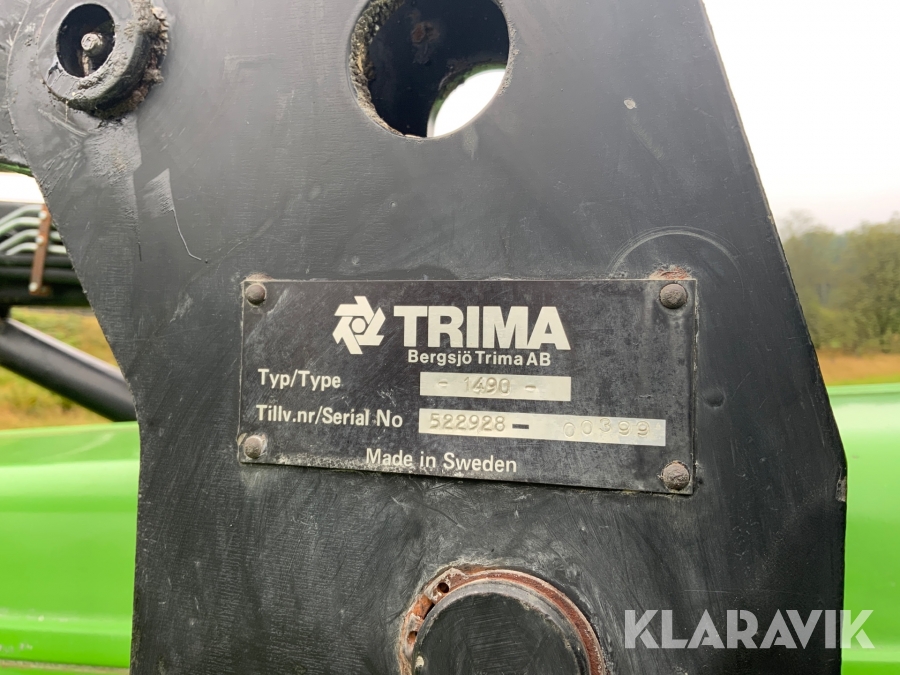 TRIMA
Bergsjö Trima AB
Typ/Type - 1490 -
Tillv.nr/Serial No 522928-
Made in Sweden
KLARAVIK